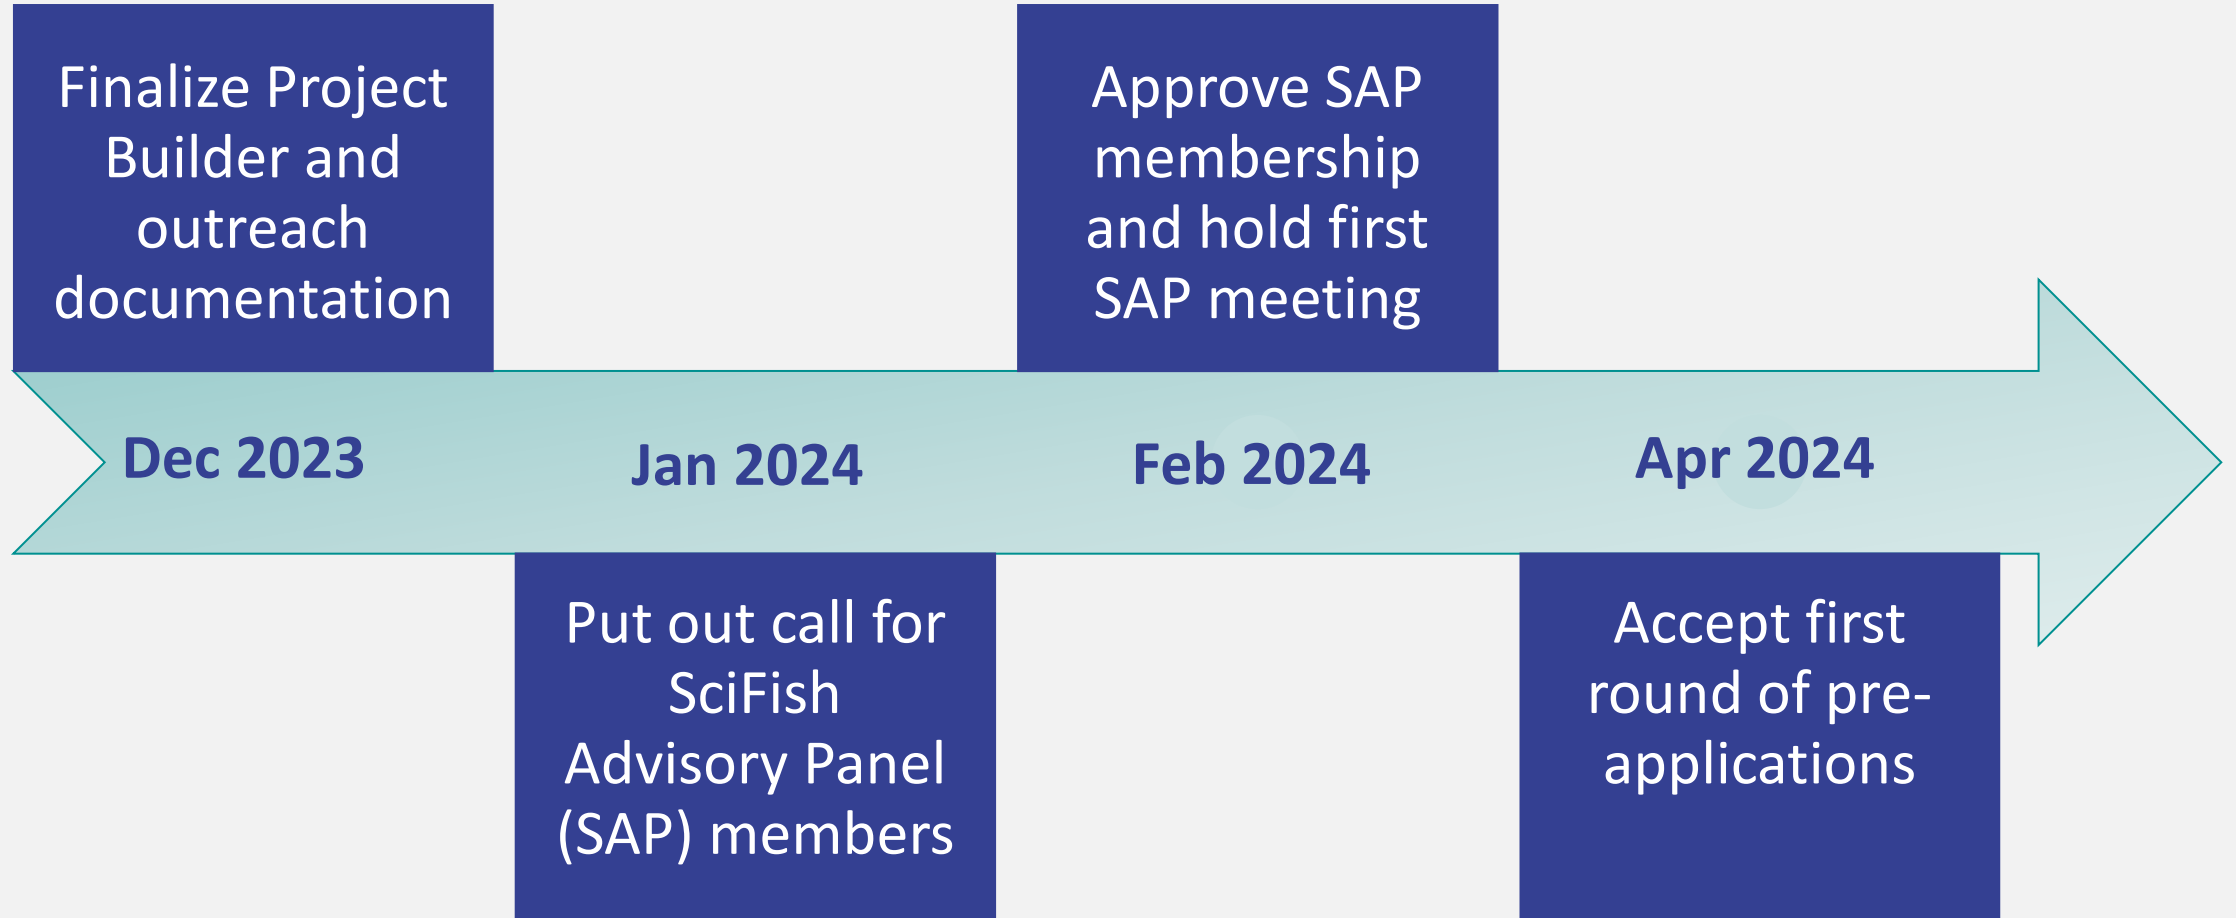 Finalize Project
Builder and
outreach
documentation
Approve SAP
membership
and hold first
SAP meeting
Dec 2023
Jan 2024
Feb 2024
Apr 2024
Put out call for
SciFish
Advisory Panel
(SAP) members
Accept first
round of pre-
applications